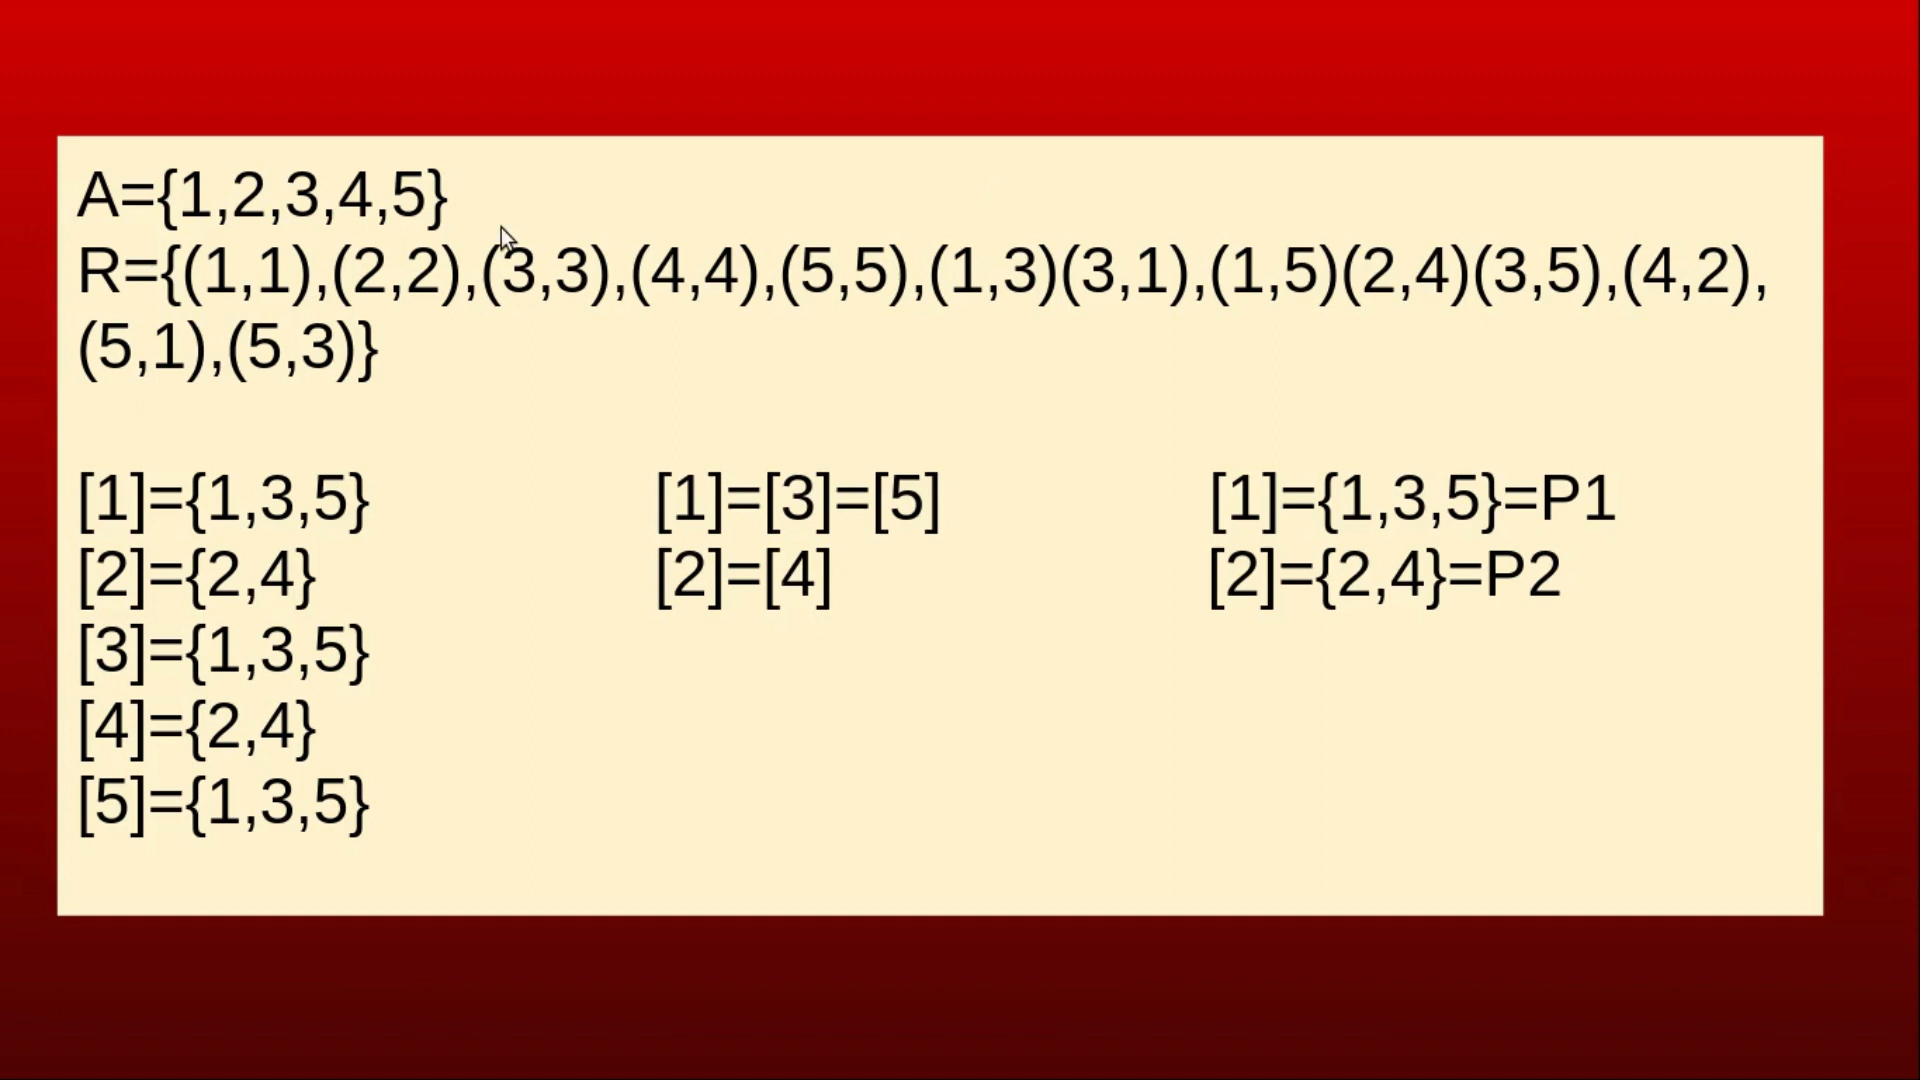 A={1,2,3,4,5}
R={(1,1),(2,2),(3,3),(4,4),(5,5),(1,3)(3,1),(1,5)(2,4)(3,5),(4,2),
(5,1),(5,3)}
[1]={1,3,5} [1]=[3]=[5] [1]={1,3,5}=P1
[2]={2,4} [2]=[4] [2]={2,4}=P2
[3]={1,3,5}
[4]={2,4}
[5]={1,3,5}